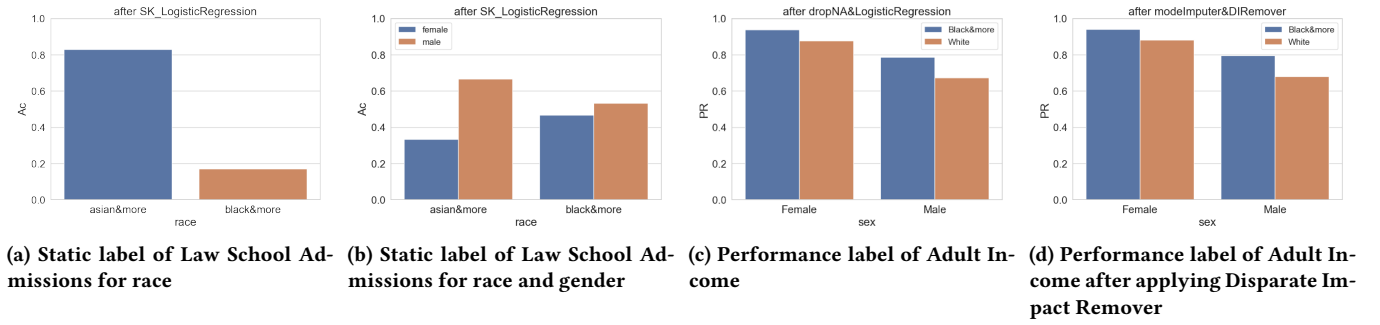 after SK_LogisticRegression
1.0
0.8
0.6
0.4
0.2
0.0
Ac
asian&more
black&more
race
(a) Static label of Law School Ad-
missions for race
after SK_LogisticRegression
female
male
1.0
0.8
0.6
0.4
0.2
0.0
Ac
asian&more
black&more
race
(b) Static label of Law School Ad-
missions for race and gender
after dropNA&LogisticRegression
Black&more
White
1.0
0.8
0.6
0.4
0.2
0.0
PR
Female
Male
sex
(c) Performance label of Adult In-
come
after modeImputer&DIRemover
Black&more
White
1.0
0.8
0.6
0.4
0.2
0.0
PR
Female
Male
sex
(d) Performance label of Adult In-
come after applying Disparate Im-
pact Remover